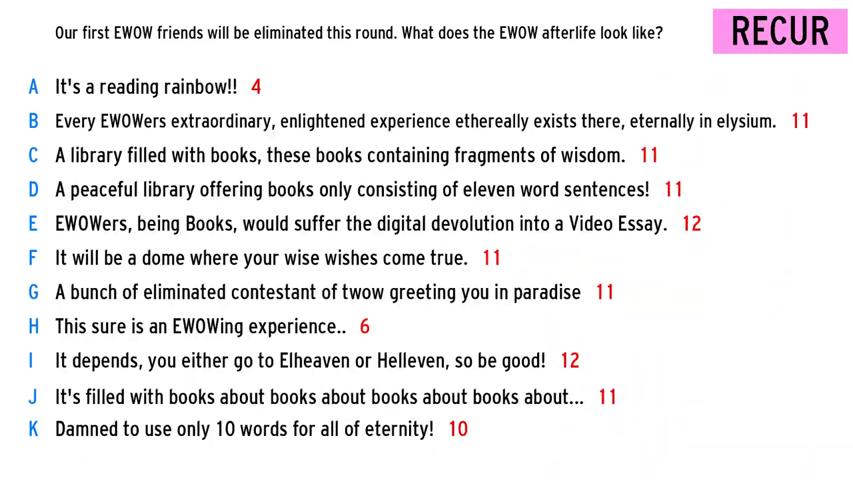 Our first EWOW friends will be eliminated this round. What does the EWOW afterlife look like?
RECUR
A It's a reading rainbow!! 4
B Every EWOWers extraordinary, enlightened experience ethereally exists there, eternally in elysium. 11
C A library filled with books, these books containing fragments of wisdom. 11
D A peaceful library offering books only consisting of eleven word sentences! 11
E EWOWers, being Books, would suffer the digital devolution into a Video Essay. 12
F It will be a dome where your wise wishes come true. 11
G A bunch of eliminated contestant of twow greeting you in paradise 11
H This sure is an EWOWing experience.. 6
I It depends, you either go to Elheaven or Helleven, so be good! 12
J It's filled with books about books about books about books about... 11
K Damned to use only 10 words for all of eternity! 10